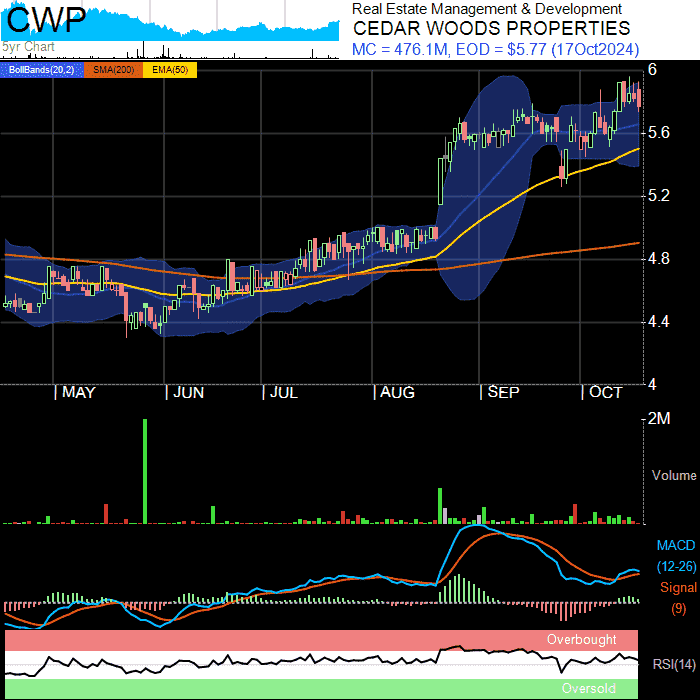 CWP
5yr Chart
Real Estate Management & Development
CEDAR WOODS PROPERTIES
MC = 476.1M, EOD = $5.77 (17Oct2024)
BollBands(20,2) SMA(200) EMA(50)
6
5.6
5.2
4.8
4.4
4
MAY JUN JUL AUG SEP OCT
2M
Volume
MACD
(12-26)
Signal
(9)
Overbought
RSI(14)
Oversold